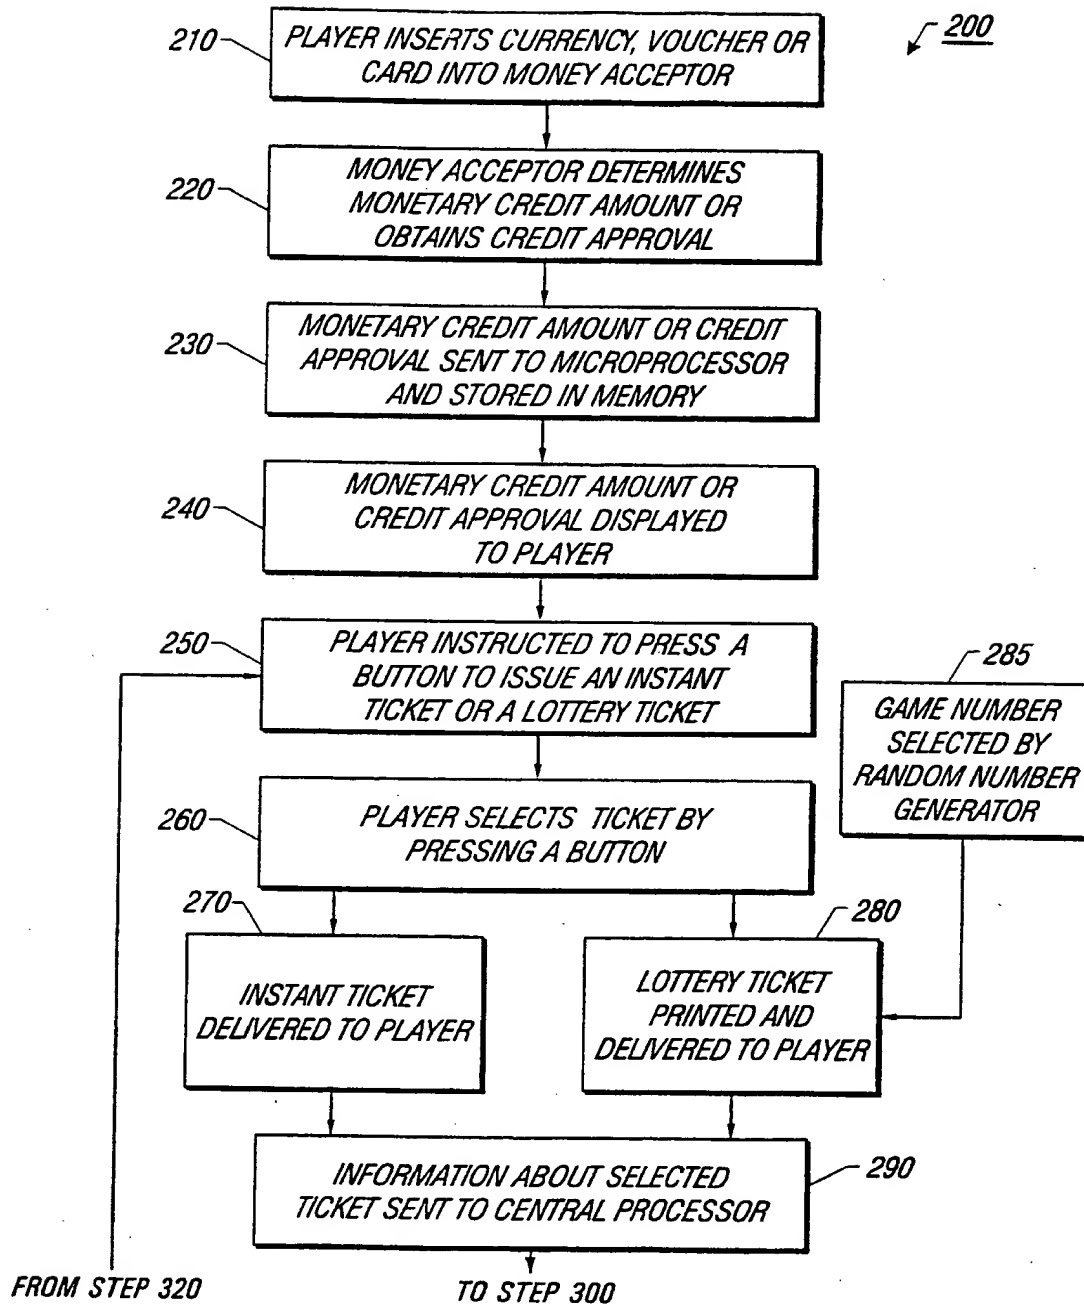 200
210
PLAYER INSERTS CURRENCY, VOUCHER OR
CARD INTO MONEY ACCEPTOR
220
MONEY ACCEPTOR DETERMINES
MONETARY CREDIT AMOUNT OR
OBTAINS CREDIT APPROVAL
230
MONETARY CREDIT AMOUNT OR CREDIT
APPROVAL SENT TO MICROPROCESSOR
AND STORED IN MEMORY
240
MONETARY CREDIT AMOUNT OR
CREDIT APPROVAL DISPLAYED
TO PLAYER
250
PLAYER INSTRUCTED TO PRESS A
BUTTON TO ISSUE AN INSTANT
TICKET OR A LOTTERY TICKET
285
GAME NUMBER
SELECTED BY
RANDOM NUMBER
GENERATOR
260
PLAYER SELECTS TICKET BY
PRESSING A BUTTON
270
INSTANT TICKET
DELIVERED TO PLAYER
280
LOTTERY TICKET
PRINTED AND
DELIVERED TO PLAYER
290
INFORMATION ABOUT SELECTED
TICKET SENT TO CENTRAL PROCESSOR
FROM STEP 320
TO STEP 300